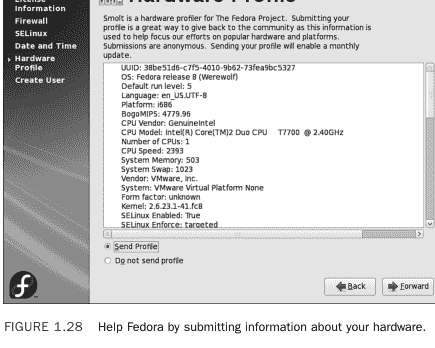 License
Information
Firewall
SELinux
Date and Time
Hardware
Profile
Create User
Hardware Profile
Smolt is a hardware profiler for The Fedora Project. Submitting your
profile is a great way to give back to the community as this information is
used to help focus our efforts on popular hardware and platforms.
Submissions are anonymous. Sending your profile will enable a monthly
update.
UUID: 38be51d6-c7f5-4010-9b62-73fea9bc5327
OS: Fedora release 8 (Werewolf)
Default run level: 5
Language: en_US.UTF-8
Platform: i686
BogoMIPS: 4779.96
CPU Vendor: GenuineIntel
CPU Model: Intel(R) Core(TM)2 Duo CPU T7700 @ 2.40GHz
Number of CPUs: 1
CPU Speed: 2393
System Memory: 503
System Swap: 1023
Vendor: VMware, Inc.
System: VMware Virtual Platform None
Form factor: unknown
Kernel: 2.6.23.1-41.fc8
SELinux Enabled: True
SELinux Enforce: targeted
Send Profile
Do not send profile
Back
Forward
FIGURE 1.28 Help Fedora by submitting information about your hardware.